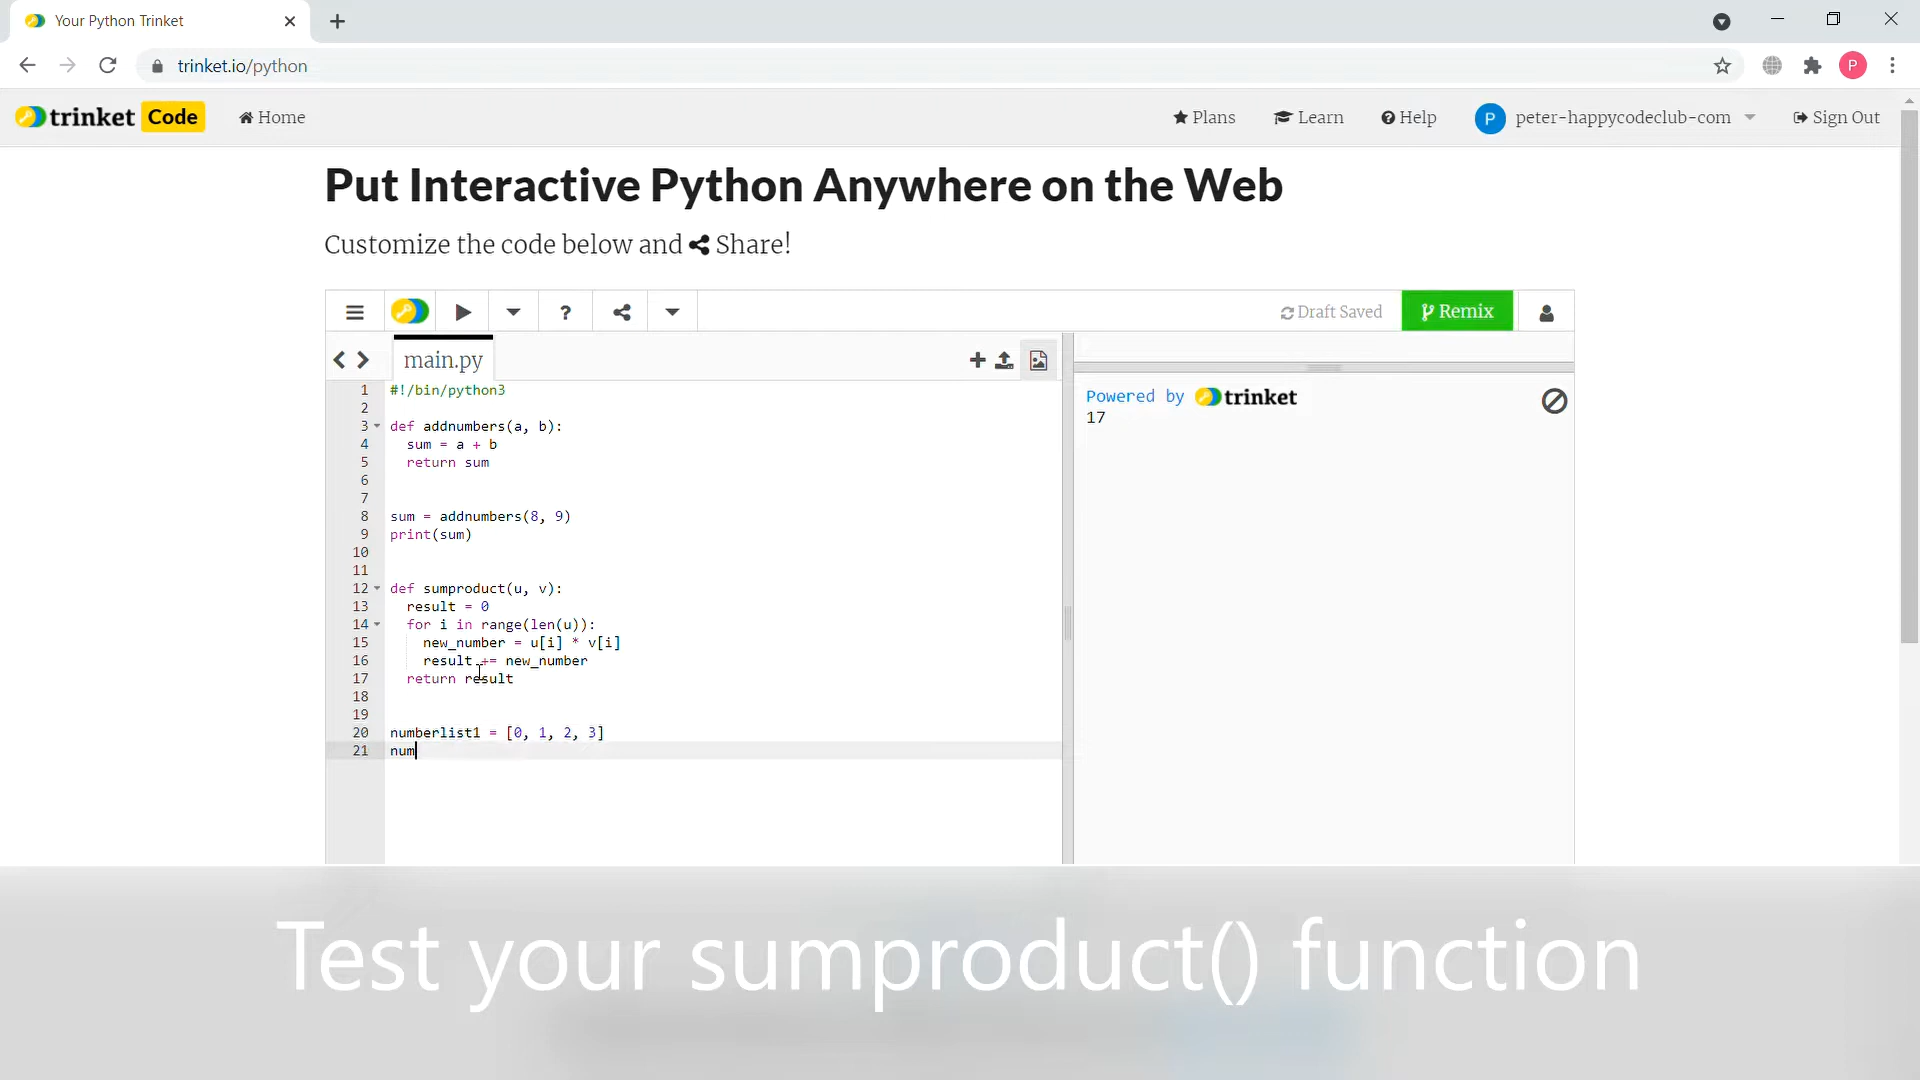 Your Python Trinket
trinket.io/python
P
trinket Code
Home
Plans
Learn
Help
P
peter-happycodeclub-com
Sign Out
Put Interactive Python Anywhere on the Web
Customize the code below and Share!
?
Draft Saved
Remix
main.py
Powered by trinket
17
1 #!/bin/python3
2
3 def addnumbers(a, b):
4 sum = a + b
5 return sum
6
7
8 sum = addnumbers(8, 9)
9 print(sum)
10
11
12 def sumproduct(u, v):
13 result = 0
14 for i in range(len(u)):
15 new_number = u[i] * v[i]
16 result += new_number
17 return result
18
19
20 numberlist1 = [0, 1, 2, 3]
21 num
Test your sumproduct() function